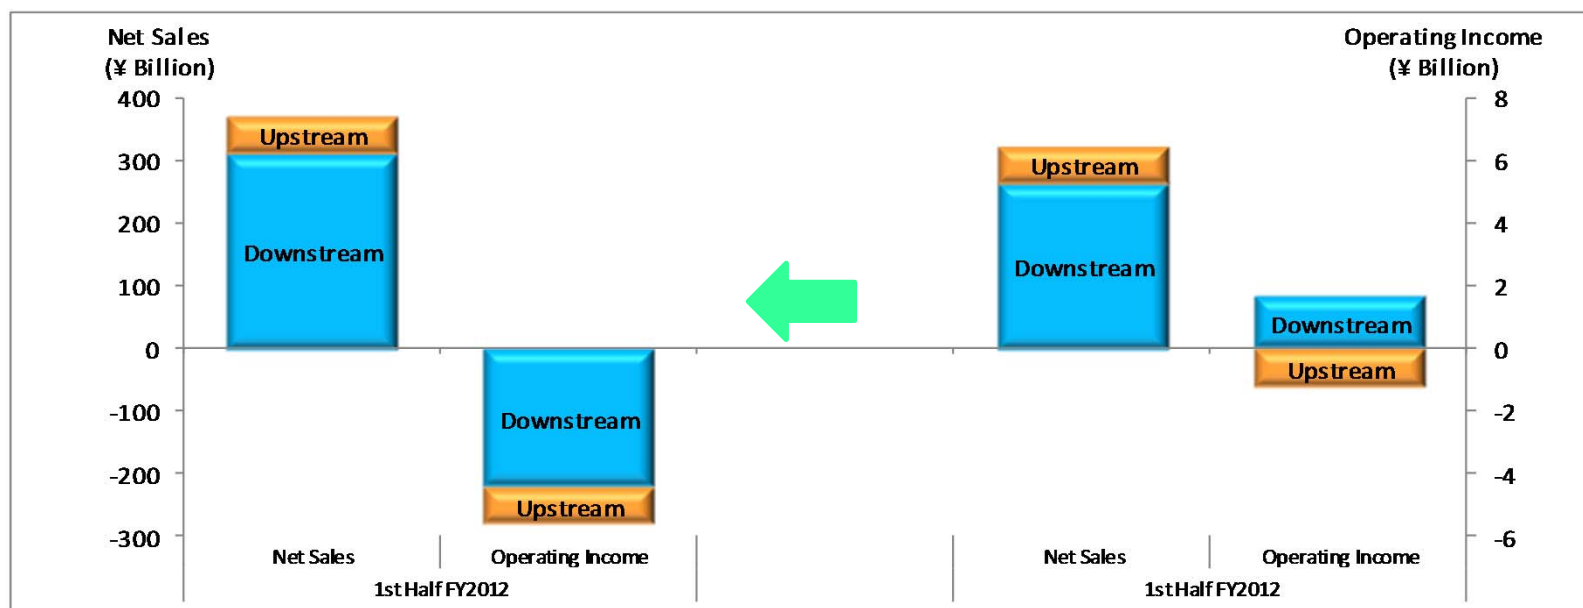 Net Sales
(¥ Billion)
Operating Income
(¥ Billion)
400
300
200
100
0
-100
-200
-300
Upstream
Downstream
Downstream
Upstream
Upstream
Downstream
Downstream
Upstream
8
6
4
2
0
-2
-4
-6
Net Sales
Operating Income
Net Sales
Operating Income
1st Half FY2012
1st Half FY2012